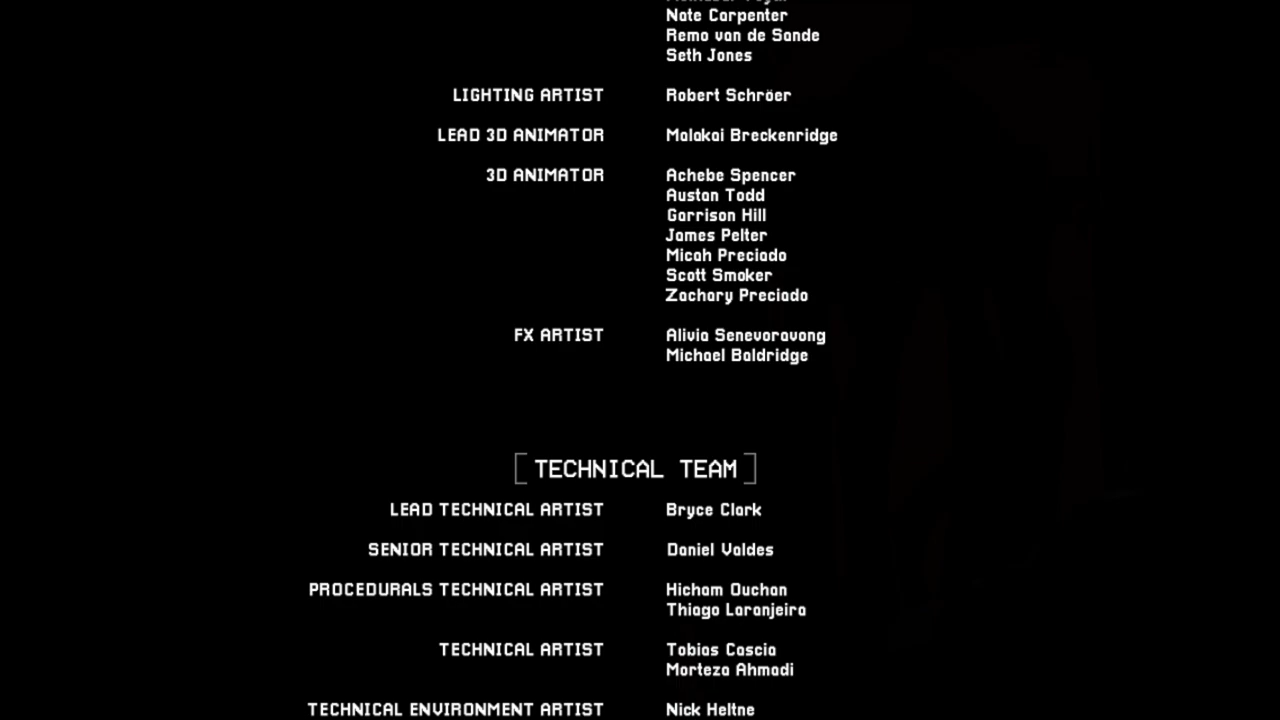 Nate Carpenter
Remo van de Sande
Seth Jones
LIGHTING ARTIST Robert Schröer
LEAD 3D ANIMATOR Malakai Breckenridge
3D ANIMATOR Achebe Spencer
Austan Todd
Garrison Hill
James Pelter
Micah Preciado
Scott Smoker
Zachary Preciado
FX ARTIST Alivia Senevoravong
Michael Baldridge
[TECHNICAL TEAM]
LEAD TECHNICAL ARTIST Bryce Clark
SENIOR TECHNICAL ARTIST Daniel Valdes
PROCEDURALS TECHNICAL ARTIST Hicham Ouchan
Thiago Laranjeira
TECHNICAL ARTIST Tobias Cascia
Morteza Ahmadi
TECHNICAL ENVIRONMENT ARTIST Nick Heltne